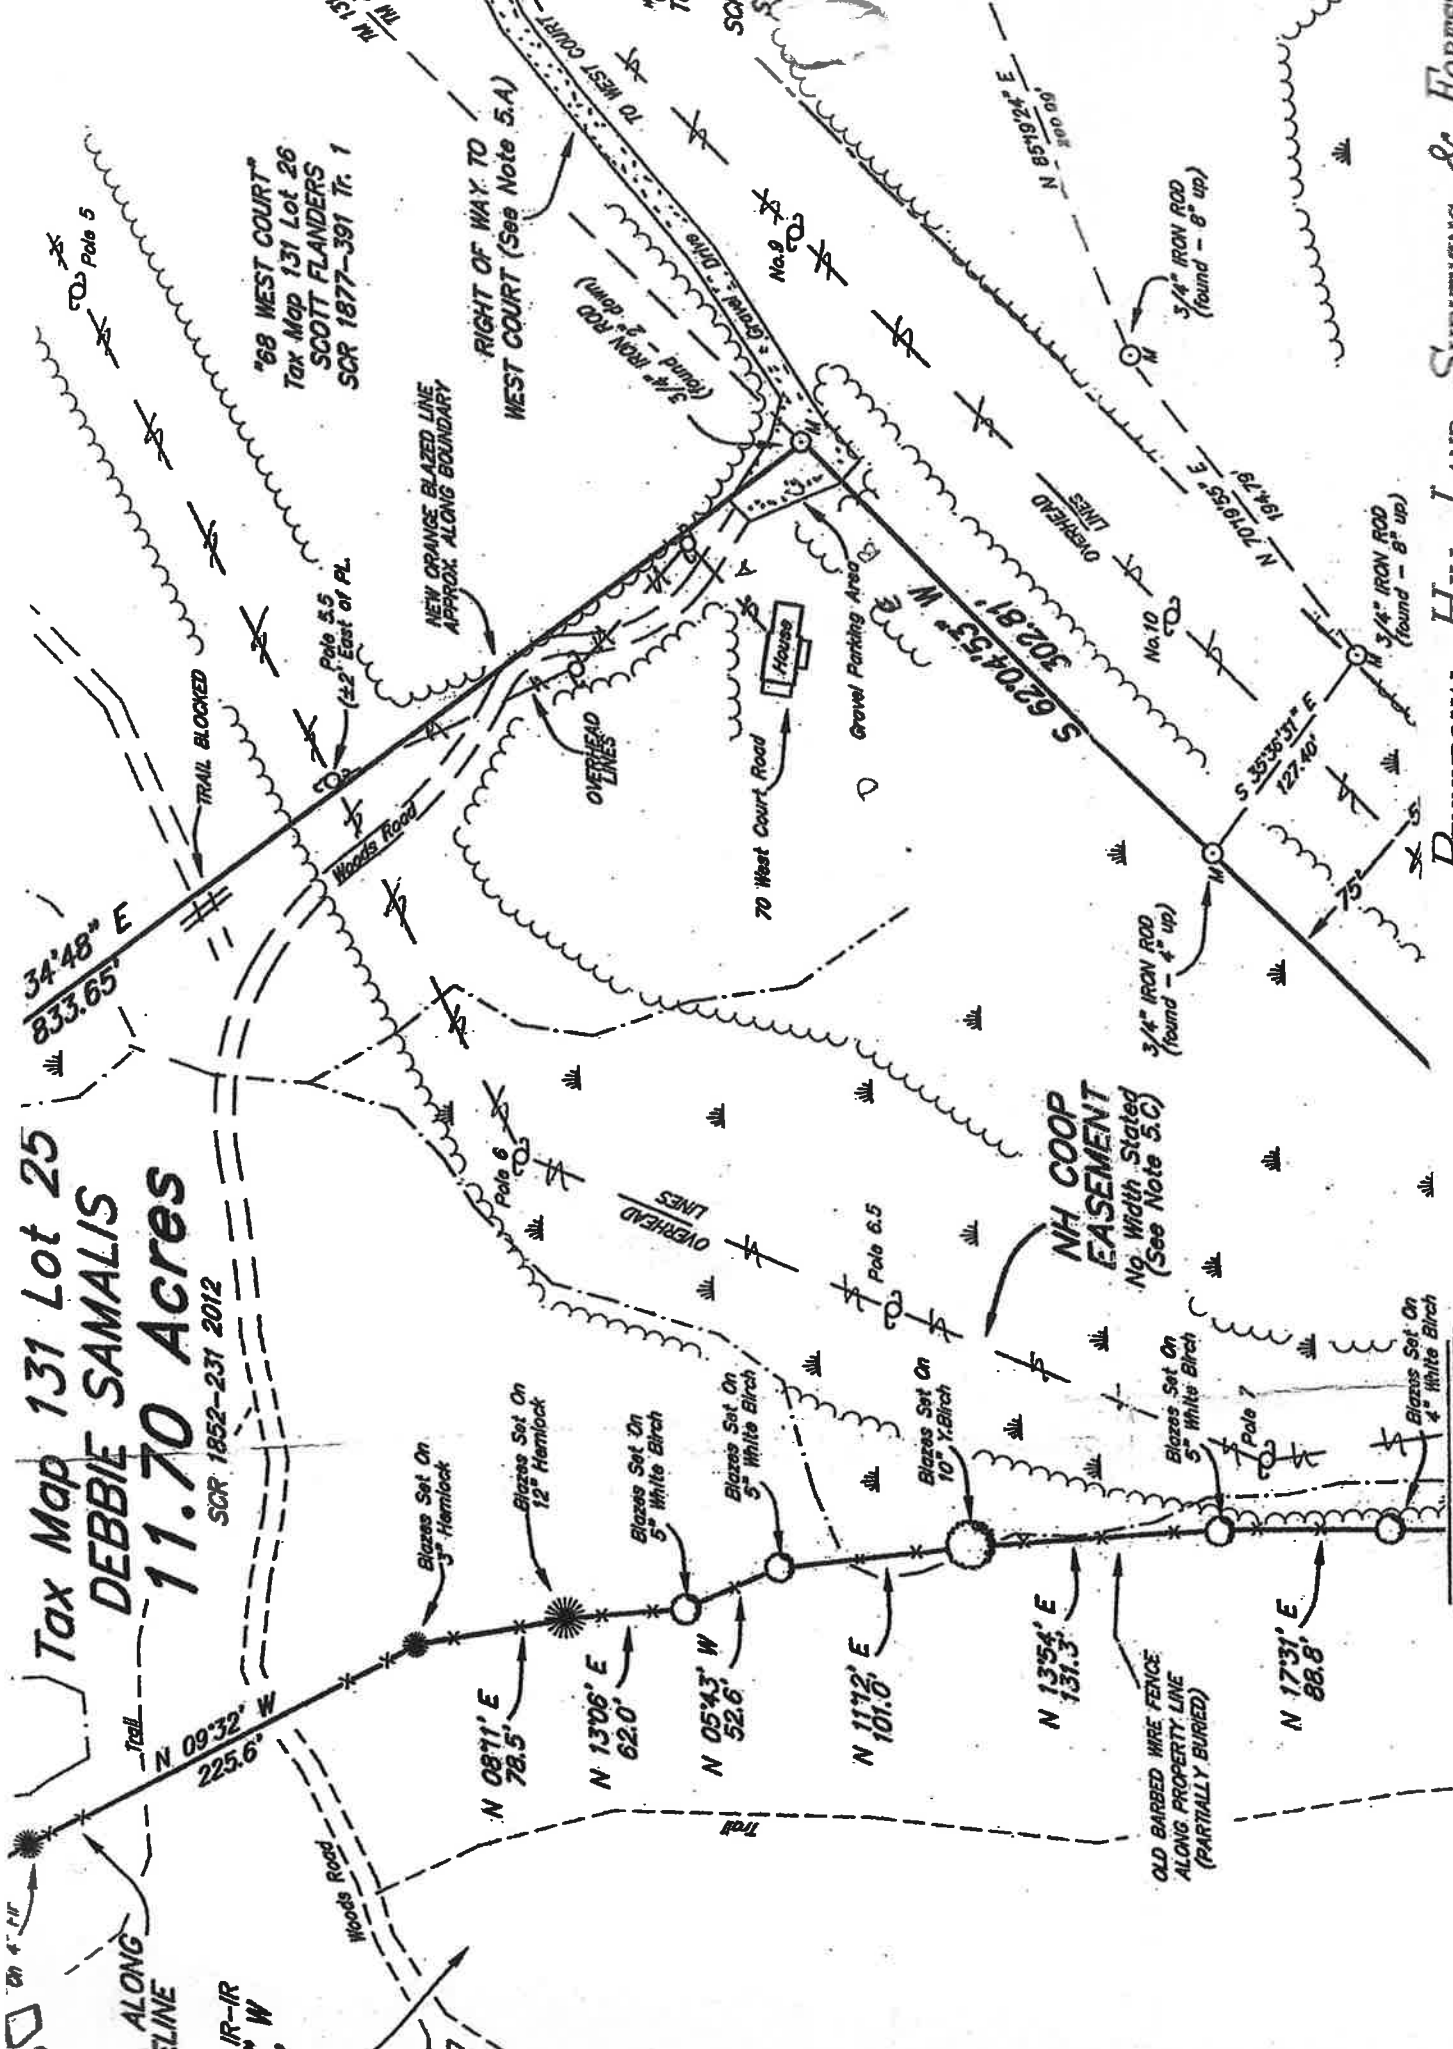 Tax Map 131 Lot 25
DEBBIE SAMALIS
11.70 Acres
SCR 1852-231 2012
34'48" E
833.65'
TRAIL BLOCKED
Pole 5.5
(±2' East of PL.
"68 WEST COURT"
Tax Map 131 Lot 26
SCOTT FLANDERS
SCR 1877-391 Tr. 1
Pole 5
NEW ORANGE BLAZED LINE
APPROX. ALONG BOUNDARY
RIGHT OF WAY TO
WEST COURT (See Note 5.A)
TO WEST COURT
TM 13
TM
3/4" IRON ROD
(found - 2" down)
Gravel Drive
No.9
N 85°19'24" E
200.09'
3/4" IRON ROD
(found - 8" up)
M
M
OVERHEAD
LINES
N 70°19'55" E
194.79'
3/4" IRON ROD
(found - 8" up)
M
No.10
S 62°04'53" W
302.81'
E
S 35°36'31" E
127.40'
75'
3/4" IRON ROD
(found - 4" up)
M
House
Gravel Parking Area
70 West Court Road
OVERHEAD
LINES
Woods Road
Pole 6
OVERHEAD
LINES
Pole 6.5
NH COOP
EASEMENT
No Width Stated
(See Note 5.C)
Pole 7
Blazes Set On
3" Hemlock
Blazes Set On
12" Hemlock
Blazes Set On
5" White Birch
Blazes Set On
5" White Birch
Blazes Set On
10" Y.Birch
Blazes Set On
5" White Birch
Blazes Set On
4" White Birch
Trail
N 09°32' W
225.6'
N 08°11' E
78.5'
N 13°06' E
62.0'
N 05°43' W
52.6'
N 11°12' E
101.0'
N 13°54' E
131.3'
N 17°31' E
88.8'
OLD BARBED WIRE FENCE
ALONG PROPERTY LINE
(PARTIALLY BURIED)
Trail
Woods Road
ALONG
IR-IR
W